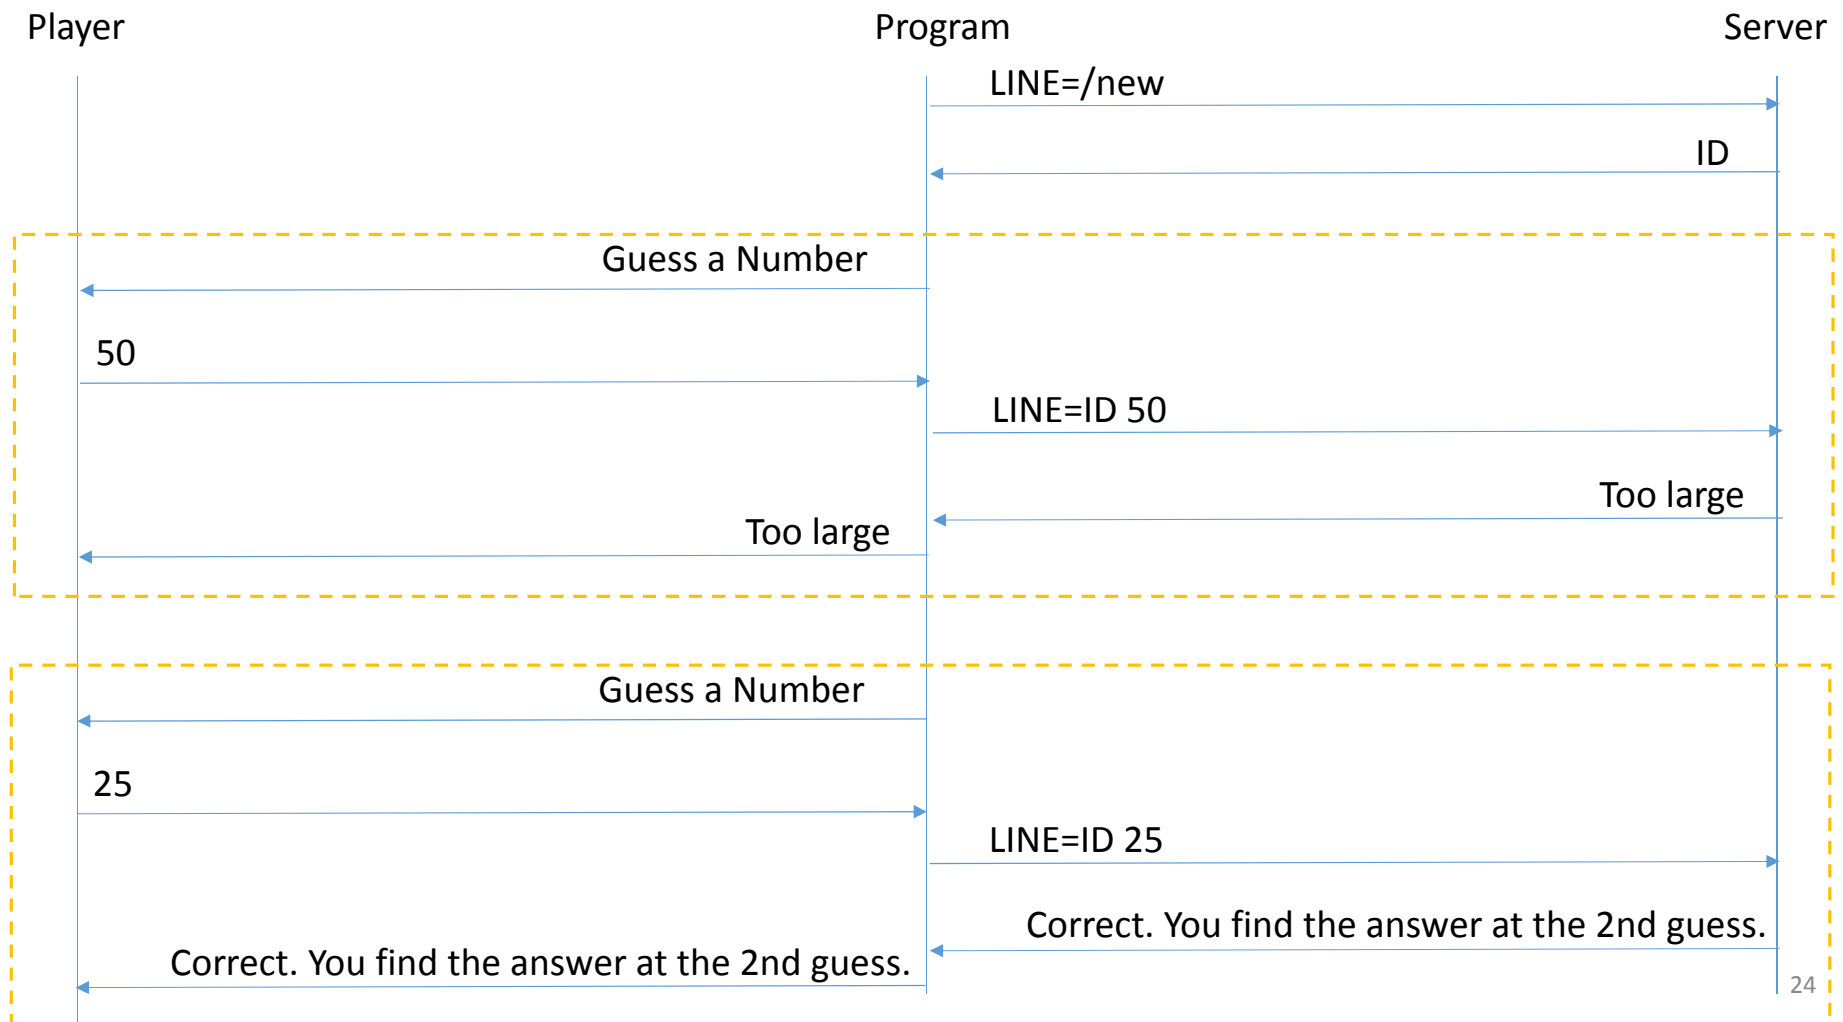 Player
Program
Server
LINE=/new
ID
Guess a Number
50
LINE=ID 50
Too large
Too large
Guess a Number
25
LINE=ID 25
Correct. You find the answer at the 2nd guess.
Correct. You find the answer at the 2nd guess.
24